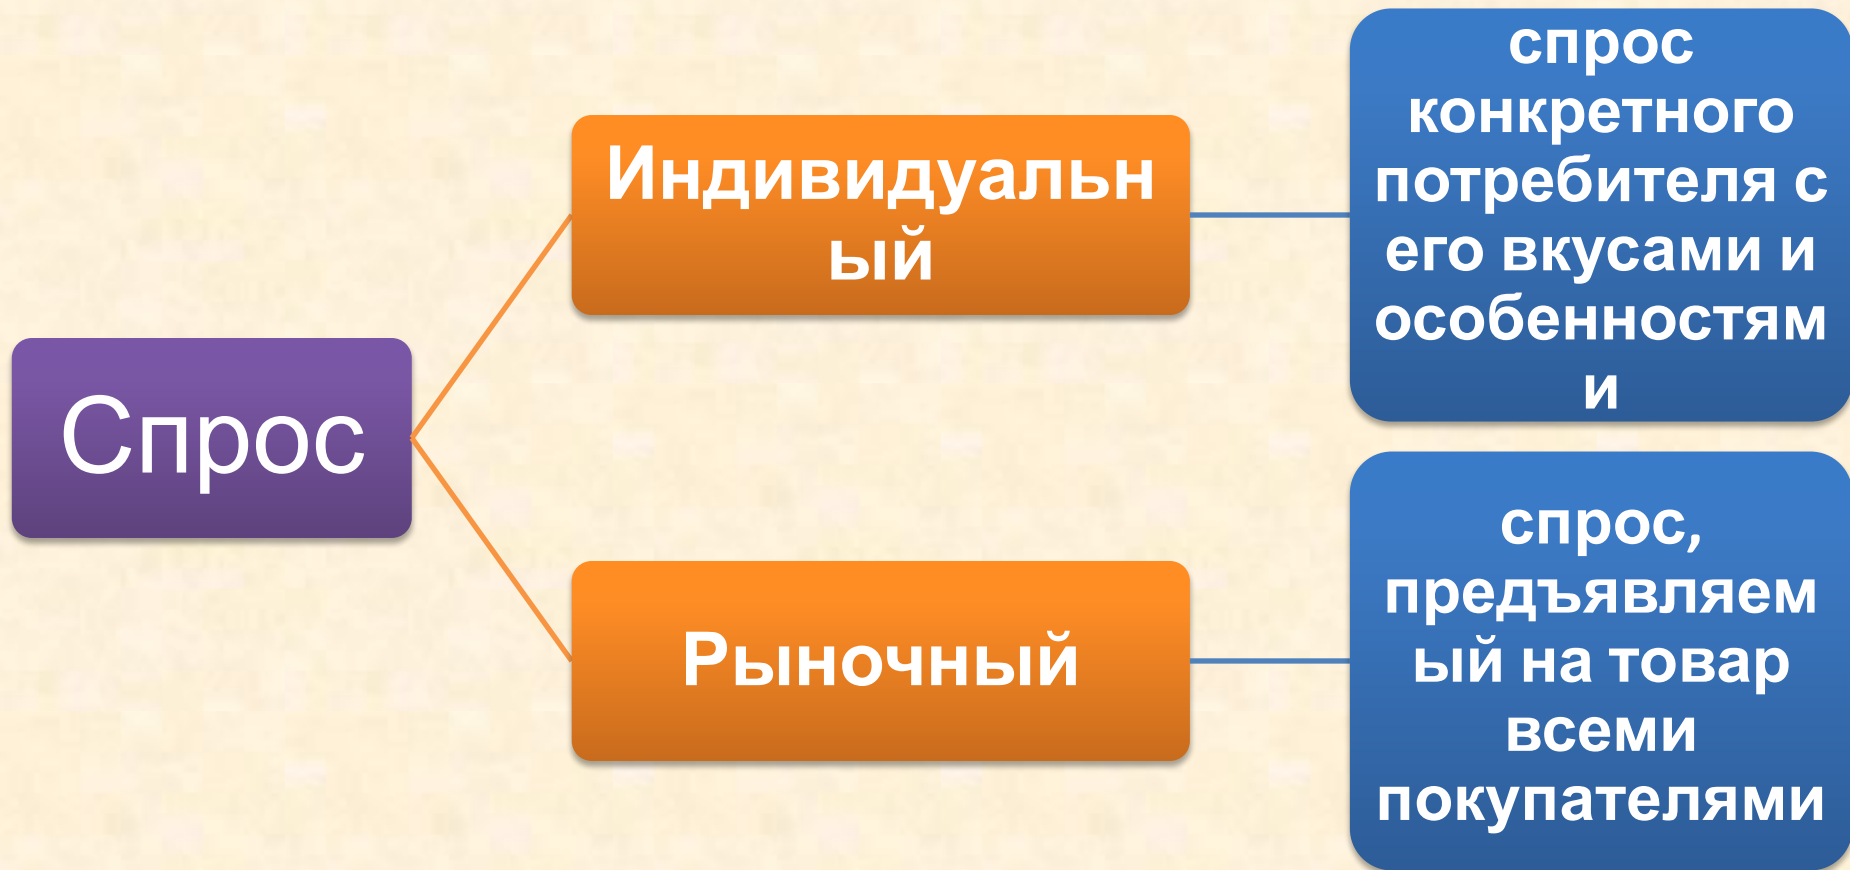 Спрос
Индивидуальн
ый
спрос
конкретного
потребителя с
его вкусами и
особенностям
и
Рыночный
спрос,
предъявляем
ый на товар
всеми
покупателями